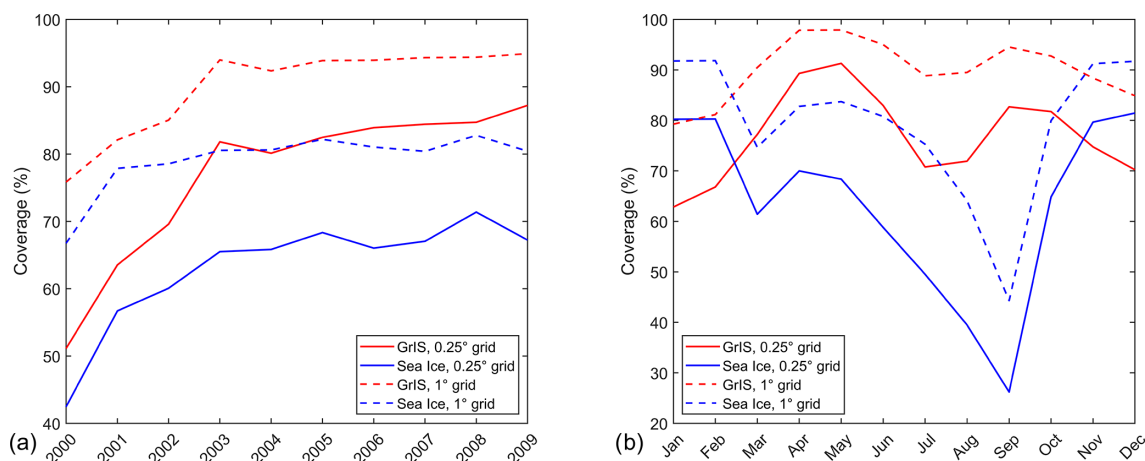 100
90
80
70
60
50
40
Coverage (%)
GrIS, 0.25° grid
Sea Ice, 0.25° grid
GrIS, 1° grid
Sea Ice, 1° grid
(a)
2000
2001
2002
2003
2004
2005
2006
2007
2008
2009
100
90
80
70
60
50
40
30
20
Coverage (%)
GrIS, 0.25° grid
Sea Ice, 0.25° grid
GrIS, 1° grid
Sea Ice, 1° grid
(b)
Jan
Feb
Mar
Apr
May
Jun
Jul
Aug
Sep
Oct
Nov
Dec